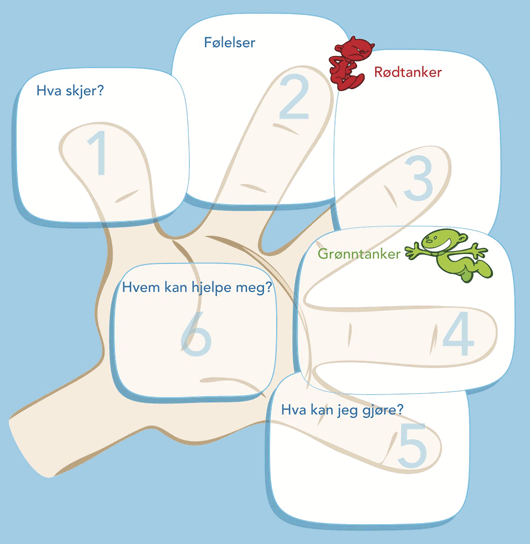 Hva skjer?
1
Følelser
2
Rødtanker
3
Grønntanker
4
Hva kan jeg gjøre?
5
Hvem kan hjelpe meg?
6